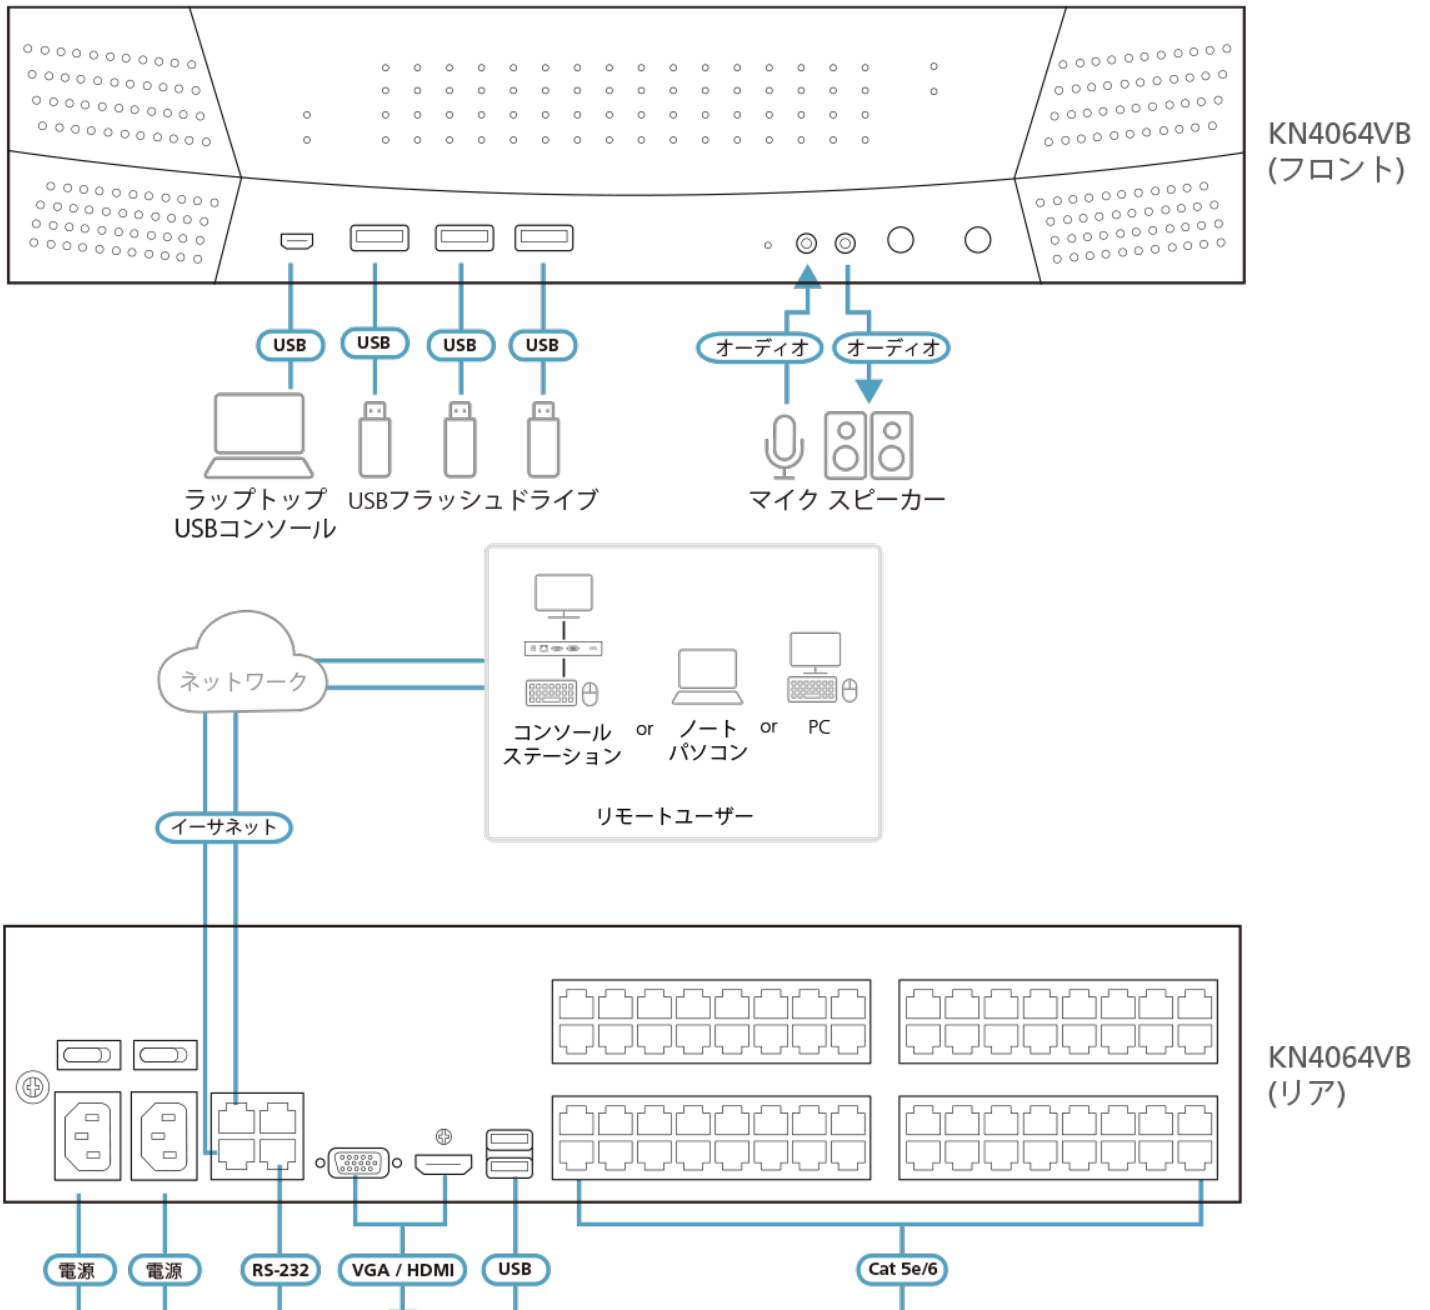 KN4064VB
(フロント)
USB
USB
USB
USB
オーディオ
オーディオ
ラップトップ
USBコンソール
USBフラッシュドライブ
マイク
スピーカー
ネットワーク
コンソール
ステーション
or
ノート
パソコン
or
PC
リモートユーザー
イーサネット
KN4064VB
(リア)
電源
電源
RS-232
VGA / HDMI
USB
Cat 5e/6